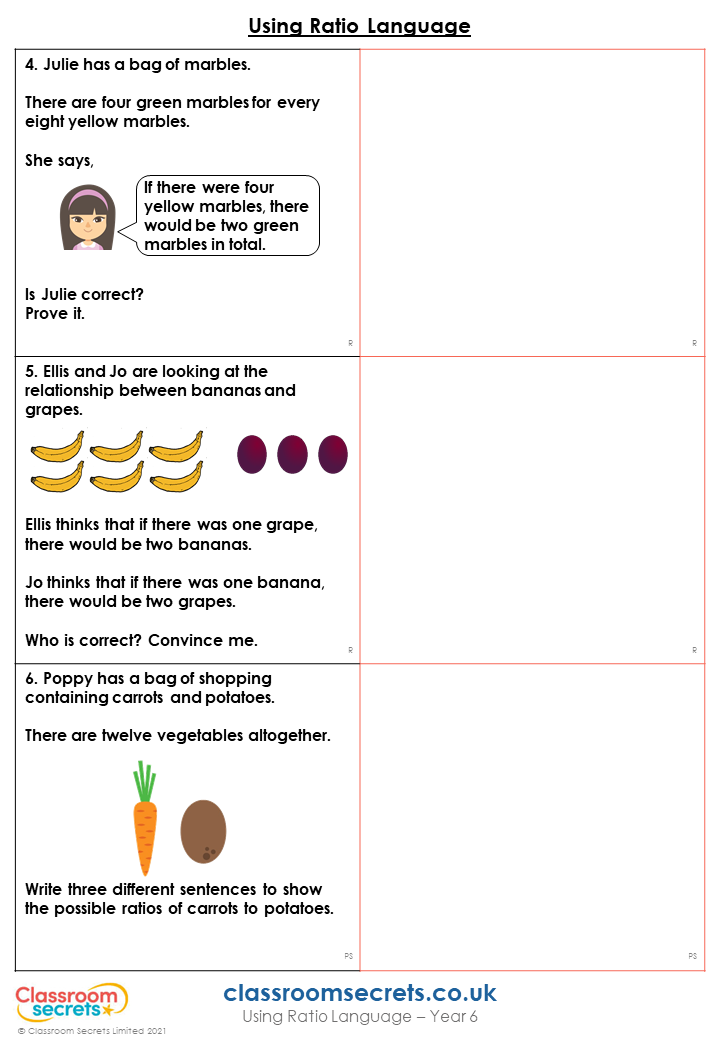 Using Ratio Language
4. Julie has a bag of marbles.
There are four green marbles for every
eight yellow marbles.
She says,
If there were four
yellow marbles, there
would be two green
marbles in total.
Is Julie correct?
Prove it.
R
R
5. Ellis and Jo are looking at the
relationship between bananas and
grapes.
Ellis thinks that if there was one grape,
there would be two bananas.
Jo thinks that if there was one banana,
there would be two grapes.
Who is correct? Convince me.
R
R
6. Poppy has a bag of shopping
containing carrots and potatoes.
There are twelve vegetables altogether.
Write three different sentences to show
the possible ratios of carrots to potatoes.
PS
PS
Classroom
secrets
© Classroom Secrets Limited 2021
classroomsecrets.co.uk
Using Ratio Language – Year 6